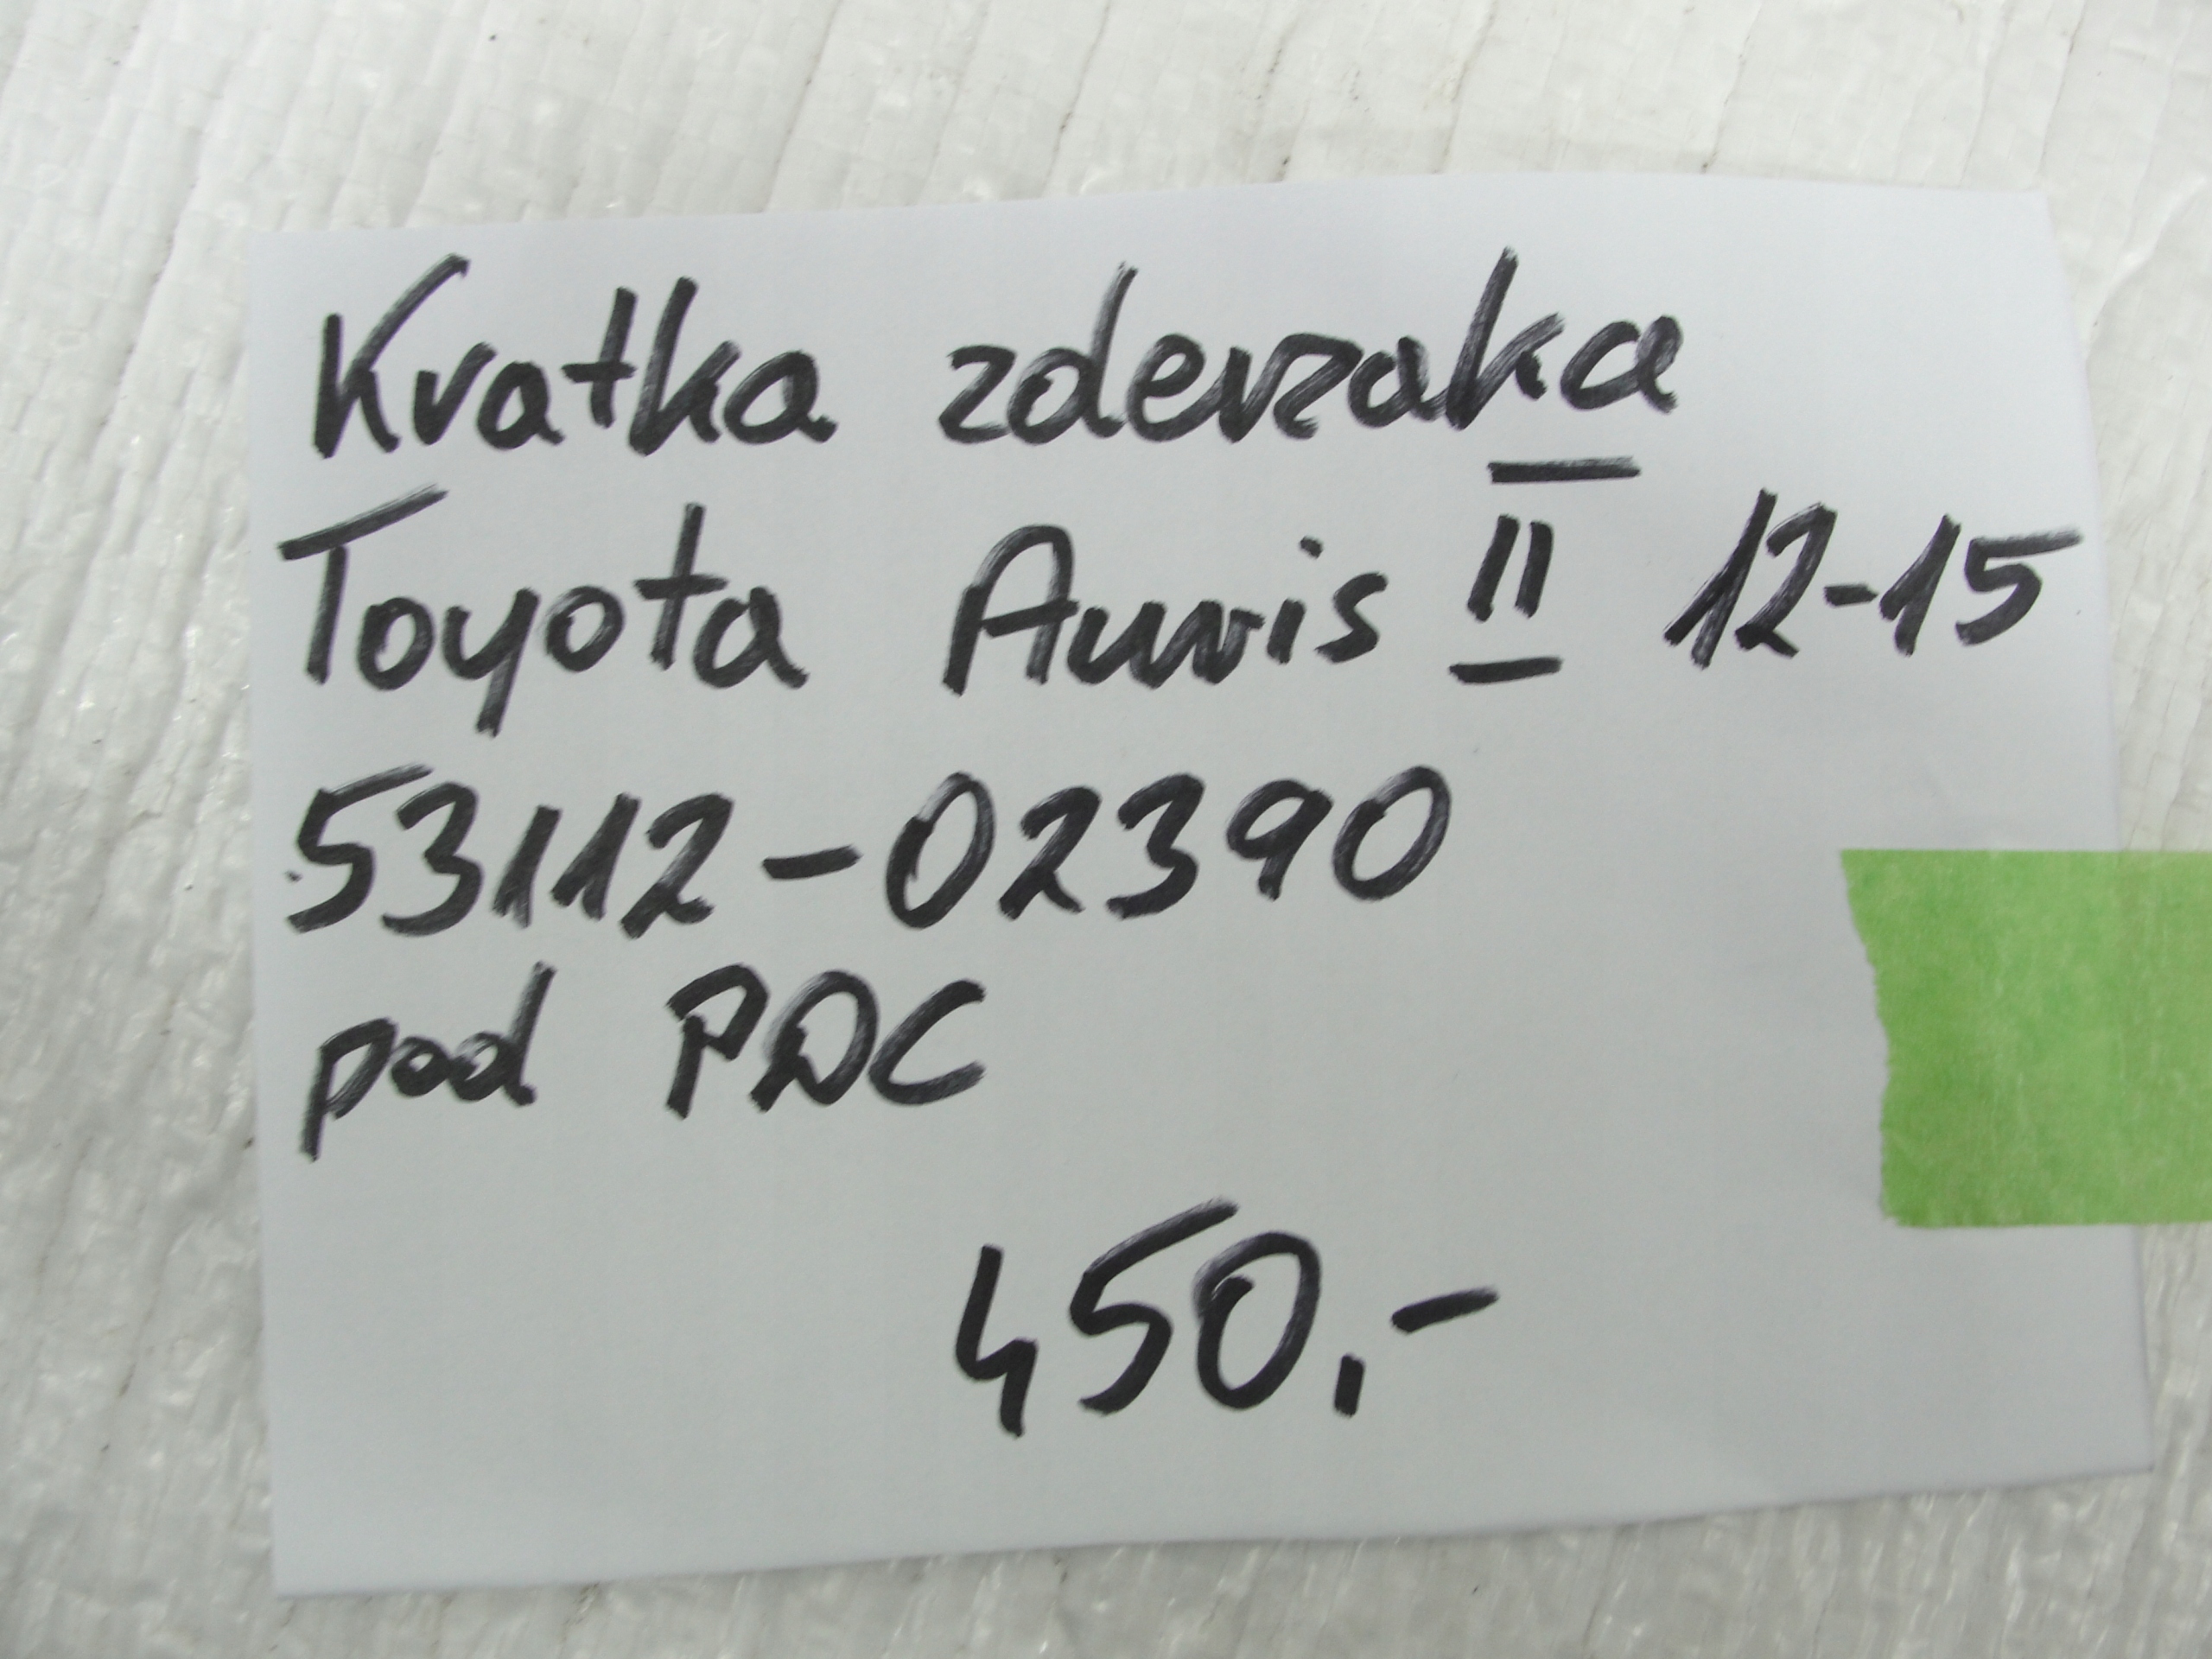 Kratka zderzaka
Toyota Auris II 12-15
53112-02390
pod PDC
450.-